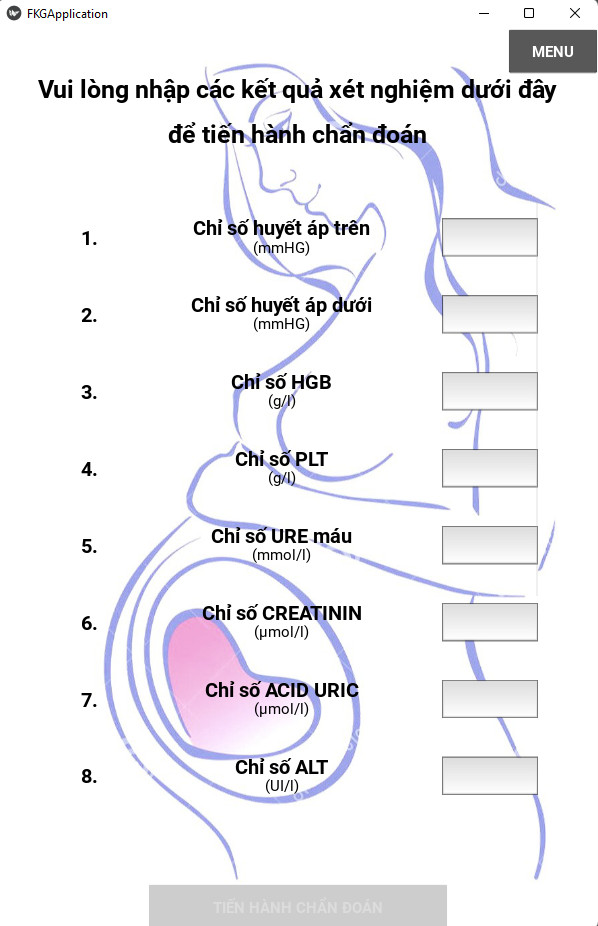 FKGApplication
MENU
Vui lòng nhập các kết quả xét nghiệm dưới đây
để tiến hành chẩn đoán
1. Chỉ số huyết áp trên
(mmHG)
2. Chỉ số huyết áp dưới
(mmHG)
3. Chỉ số HGB
(g/l)
4. Chỉ số PLT
(g/l)
5. Chỉ số URE máu
(mmol/l)
6. Chỉ số CREATININ
(µmol/l)
7. Chỉ số ACID URIC
(µmol/l)
8. Chỉ số ALT
(UI/l)
TIẾN HÀNH CHẨN ĐOÁN